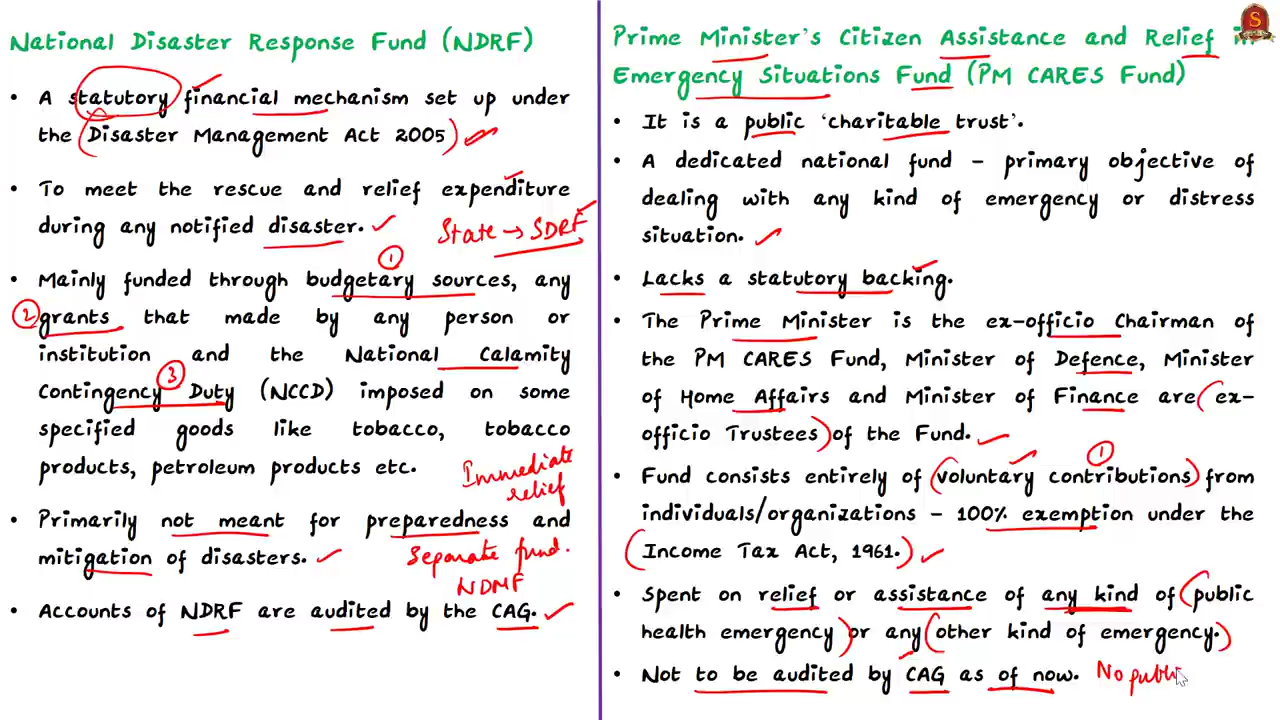 National Disaster Response Fund (NDRF)
• A statutory financial mechanism set up under
the (Disaster Management Act 2005)
• To meet the rescue and relief expenditure
during any notified disaster.
State → SDRF
①
• Mainly funded through budgetary sources, any
② grants that made by any person or
institution and the National Calamity
③
Contingency Duty (NCCD) imposed on some
specified goods like tobacco, tobacco
products, petroleum products etc.
Immediate
relief
• Primarily not meant for preparedness and
mitigation of disasters.
Separate fund.
NDMF
• Accounts of NDRF are audited by the CAG.
Prime Minister's Citizen Assistance and Relief in
Emergency Situations Fund (PM CARES Fund)
• It is a public 'charitable trust'.
• A dedicated national fund - primary objective of
dealing with any kind of emergency or distress
situation.
• Lacks a statutory backing.
• The Prime Minister is the ex-officio Chairman of
the PM CARES Fund, Minister of Defence, Minister
of Home Affairs and Minister of Finance are (ex-
officio Trustees) of the Fund.
①
• Fund consists entirely of (voluntary contributions) from
individuals/organizations - 100% exemption under the
(Income Tax Act, 1961.)
• Spent on relief or assistance of any kind of (public
health emergency) or any (other kind of emergency.)
• Not to be audited by CAG as of now. No public
S